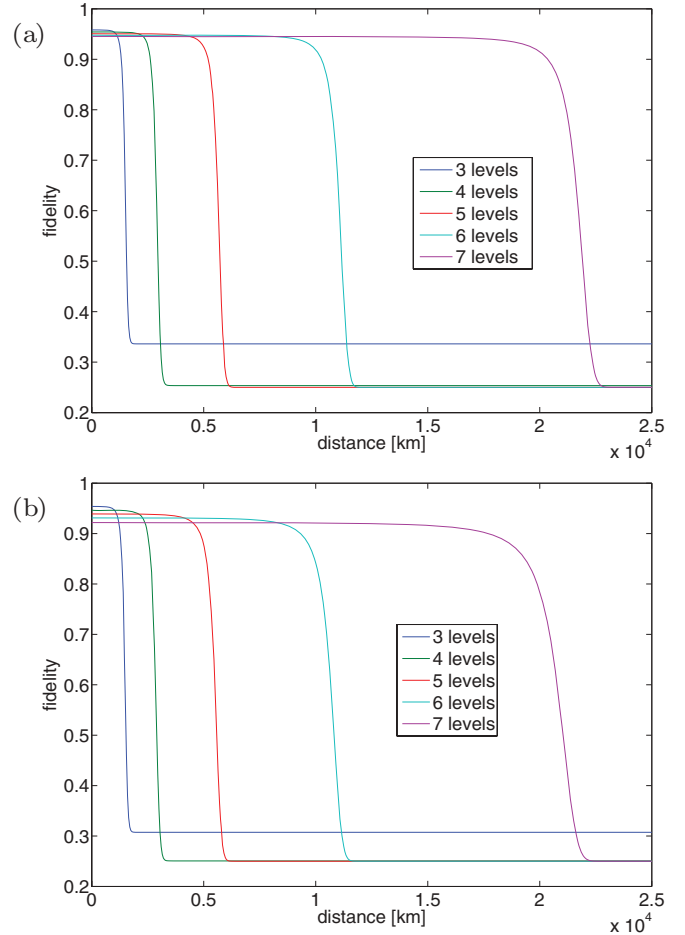 (a)
1
0.9
0.8
0.7
0.6
0.5
0.4
0.3
0.2
fidelity
3 levels
4 levels
5 levels
6 levels
7 levels
0 0.5 1 1.5 2 2.5
distance [km]
x 10^4
(b)
1
0.9
0.8
0.7
0.6
0.5
0.4
0.3
0.2
fidelity
3 levels
4 levels
5 levels
6 levels
7 levels
0 0.5 1 1.5 2 2.5
distance [km]
x 10^4